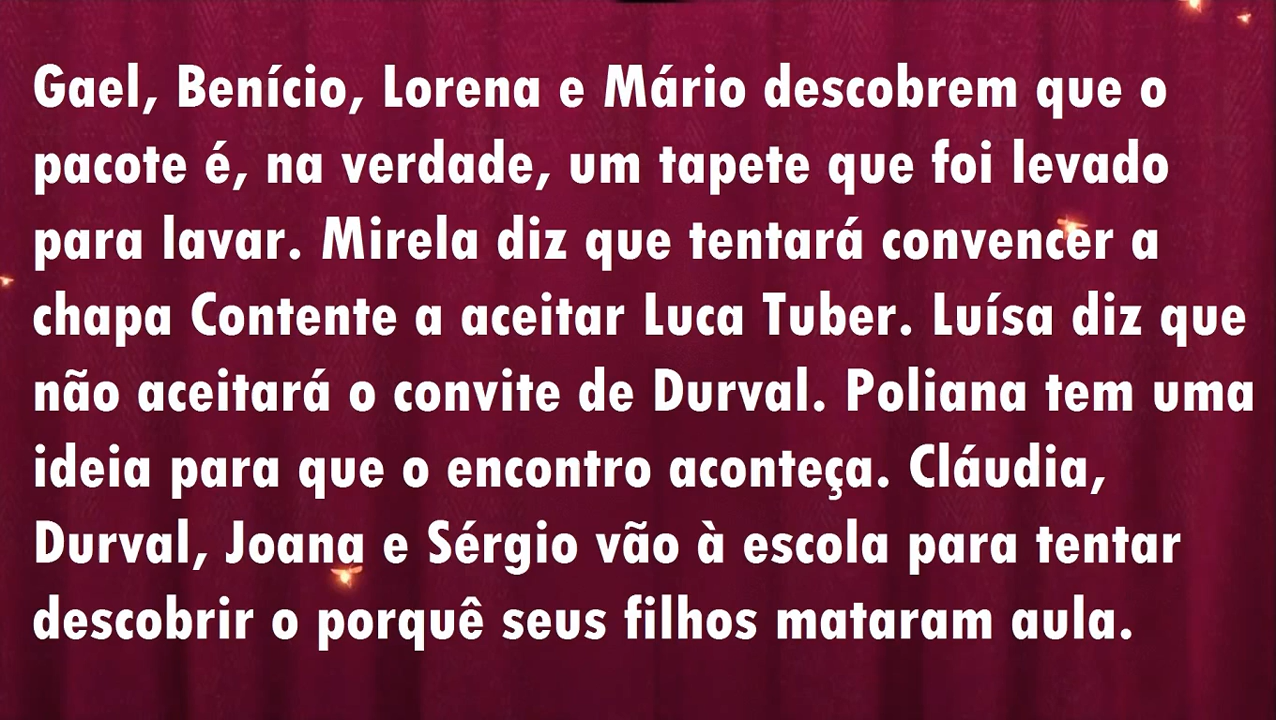 Gael, Benício, Lorena e Mário descobrem que o
pacote é, na verdade, um tapete que foi levado
para lavar. Mirela diz que tentará convencer a
chapa Contente a aceitar Luca Tuber. Luísa diz que
não aceitará o convite de Durval. Poliana tem uma
ideia para que o encontro aconteça. Cláudia,
Durval, Joana e Sérgio vão à escola para tentar
descobrir o porquê seus filhos mataram aula.